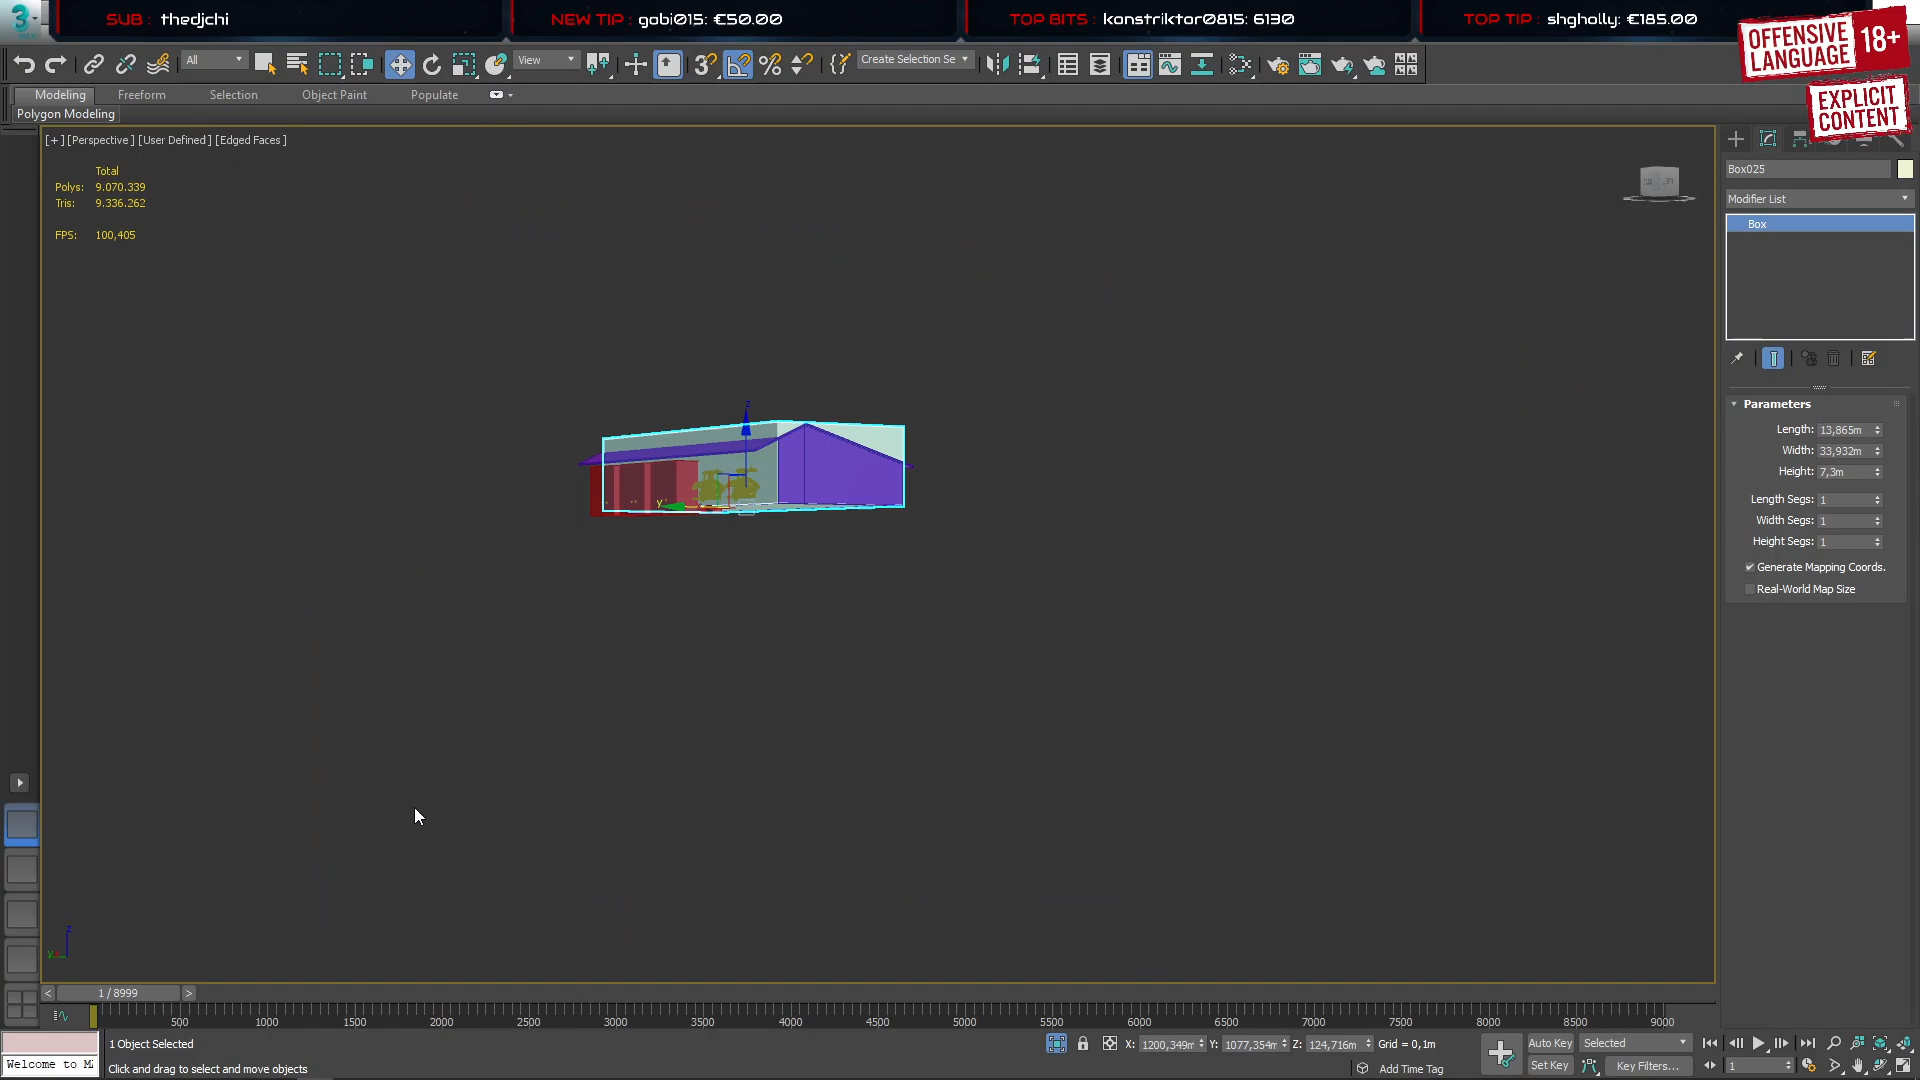 SUB : thedjchi
NEW TIP : gabi015: €50.00
TOP BITS : konstriktor0815: 6130
TOP TIP : shgholly: €185.00
OFFENSIVE LANGUAGE 18+
EXPLICIT CONTENT
All
View
Create Selection Se
Modeling
Freeform
Selection
Object Paint
Populate
Polygon Modeling
[+] [Perspective] [User Defined] [Edged Faces]
Total
Polys: 9.070.339
Tris: 9.336.262
FPS: 100,405
z
y
Box025
Modifier List
Box
Parameters
Length: 13,865m
Width: 33,932m
Height: 7,3m
Length Segs: 1
Width Segs: 1
Height Segs: 1
Generate Mapping Coords.
Real-World Map Size
z
y
< 1 / 8999 >
500 1000 1500 2000 2500 3000 3500 4000 4500 5000 5500 6000 6500 7000 7500 8000 8500 9000
1 Object Selected
X: 1200,349m Y: 1077,354m Z: 124,716m Grid = 0,1m
Auto Key
Selected
Welcome to M
Click and drag to select and move objects
Add Time Tag
Set Key
Key Filters...
1